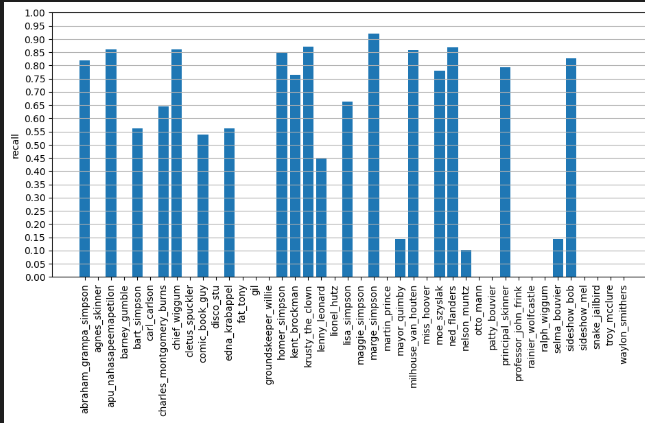 1.00
0.95
0.90
0.85
0.80
0.75
0.70
0.65
0.60
0.55
0.50
0.45
0.40
0.35
0.30
0.25
0.20
0.15
0.10
0.05
0.00
recall
abraham_grampa_simpson
agnes_skinner
apu_nahasapeemapetilon
barney_gumble
bart_simpson
carl_carlson
charles_montgomery_burns
chief_wiggum
cletus_spuckler
comic_book_guy
disco_stu
edna_krabappel
fat_tony
gil
groundskeeper_willie
homer_simpson
kent_brockman
krusty_the_clown
lenny_leonard
lionel_hutz
lisa_simpson
maggie_simpson
marge_simpson
martin_prince
mayor_quimby
milhouse_van_houten
miss_hoover
moe_szyslak
ned_flanders
nelson_muntz
otto_mann
patty_bouvier
principal_skinner
professor_john_frink
rainier_wolfcastle
ralph_wiggum
selma_bouvier
sideshow_bob
sideshow_mel
snake_jailbird
troy_mcclure
waylon_smithers